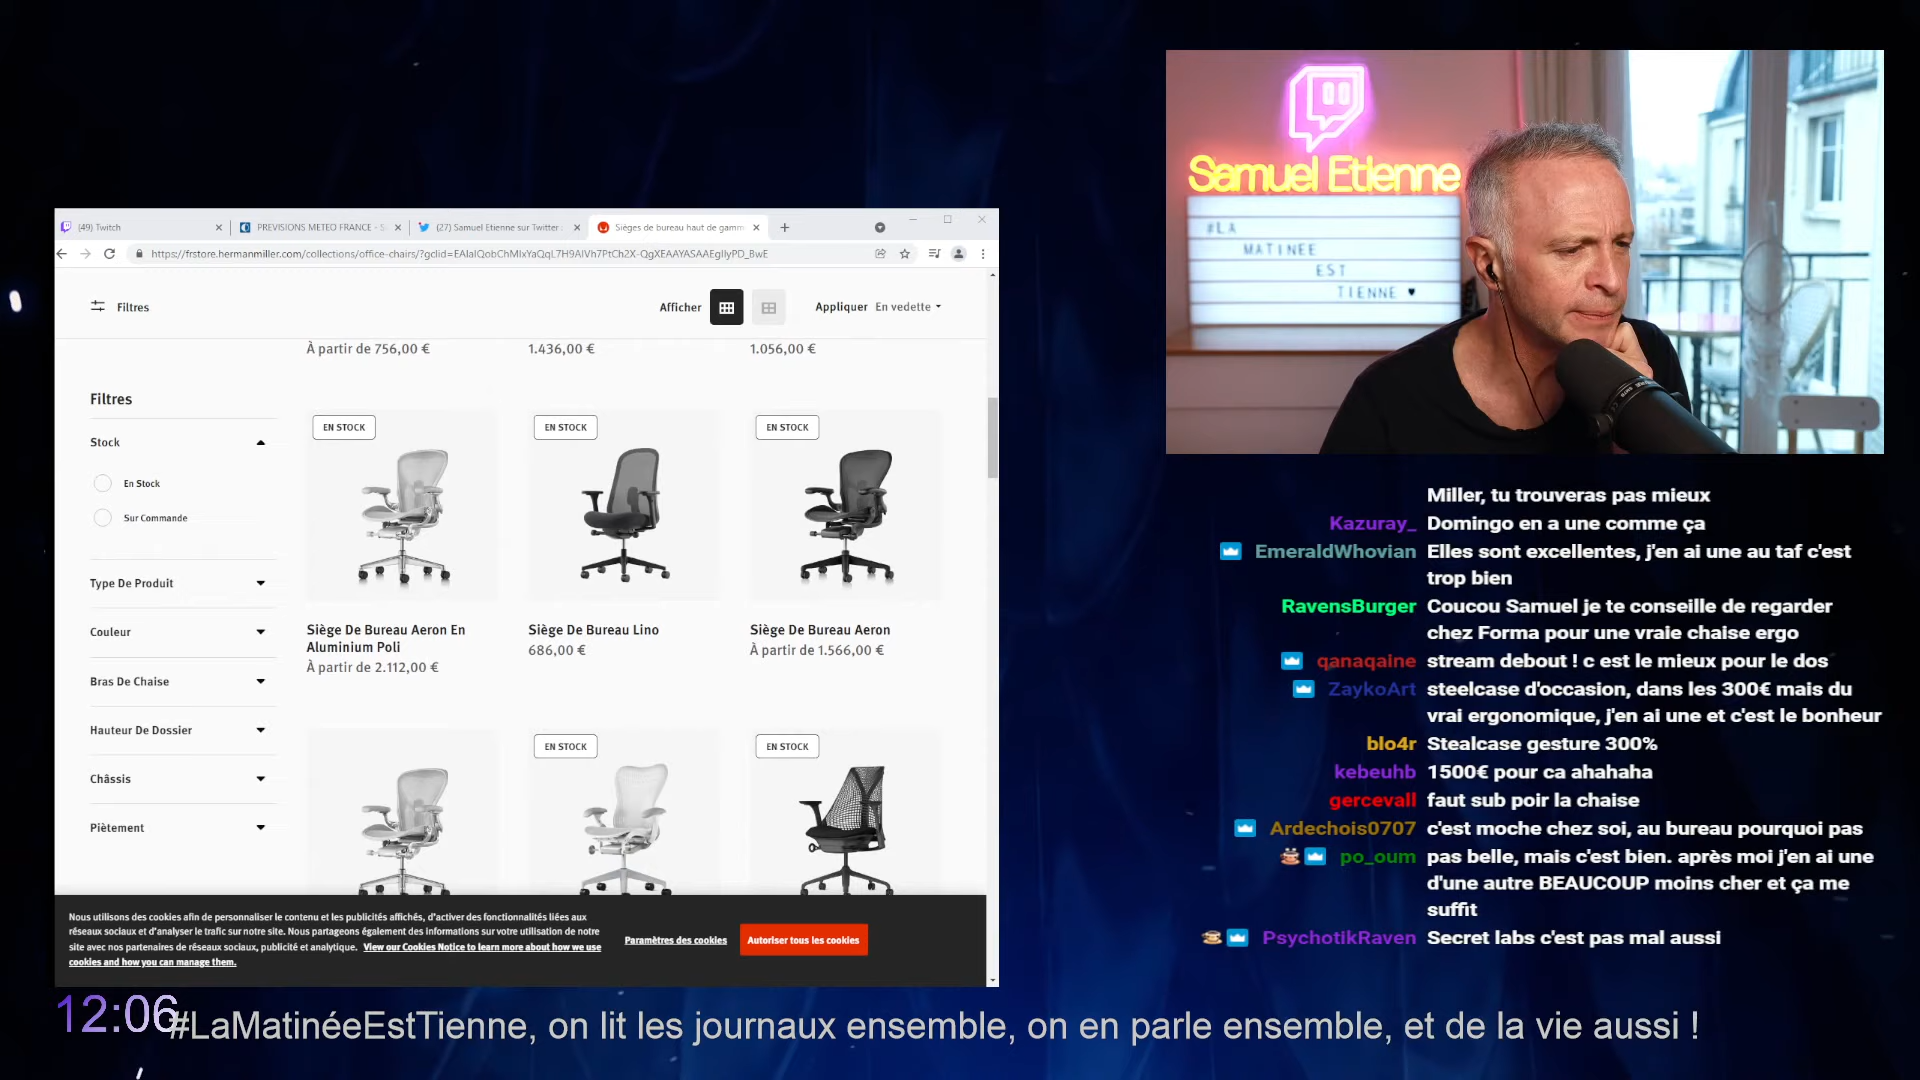 (49) Twitch
PREVISIONS METEO FRANCE - S
(27) Samuel Etienne sur Twitter :
Sièges de bureau haut de gamm
https://frstore.hermanmiller.com/collections/office-chairs/?gclid=EAIaIQobChMIxYaQqL7H9AIVh7PtCh2X-QgXEAAYASAAEgIIyPD_BwE
Filtres
Afficher
Appliquer En vedette
À partir de 756,00 €
1.436,00 €
1.056,00 €
Filtres
Stock
En Stock
Sur Commande
Type De Produit
Couleur
Bras De Chaise
Hauteur De Dossier
Châssis
Piètement
EN STOCK
EN STOCK
EN STOCK
Siège De Bureau Aeron En
Aluminium Poli
À partir de 2.112,00 €
Siège De Bureau Lino
686,00 €
Siège De Bureau Aeron
À partir de 1.566,00 €
EN STOCK
EN STOCK
Nous utilisons des cookies afin de personnaliser le contenu et les publicités affichés, d'activer des fonctionnalités liées aux
réseaux sociaux et d'analyser le trafic sur notre site. Nous partageons également des informations sur votre utilisation de notre
site avec nos partenaires de réseaux sociaux, publicité et analytique. View our Cookies Notice to learn more about how we use
cookies and how you can manage them.
Paramètres des cookies
Autoriser tous les cookies
Samuel Etienne
#LA
MATINEE
EST
TIENNE ♥
Miller, tu trouveras pas mieux
Kazuray_ Domingo en a une comme ça
EmeraldWhovian Elles sont excellentes, j'en ai une au taf c'est
trop bien
RavensBurger Coucou Samuel je te conseille de regarder
chez Forma pour une vraie chaise ergo
qanaqaine stream debout ! c est le mieux pour le dos
ZaykoArt steelcase d'occasion, dans les 300€ mais du
vrai ergonomique, j'en ai une et c'est le bonheur
blo4r Stealcase gesture 300%
kebeuhb 1500€ pour ca ahahaha
gercevall faut sub poir la chaise
Ardechois0707 c'est moche chez soi, au bureau pourquoi pas
po_oum pas belle, mais c'est bien. après moi j'en ai une
d'une autre BEAUCOUP moins cher et ça me
suffit
PsychotikRaven Secret labs c'est pas mal aussi
12:06
#LaMatinéeEstTienne, on lit les journaux ensemble, on en parle ensemble, et de la vie aussi !